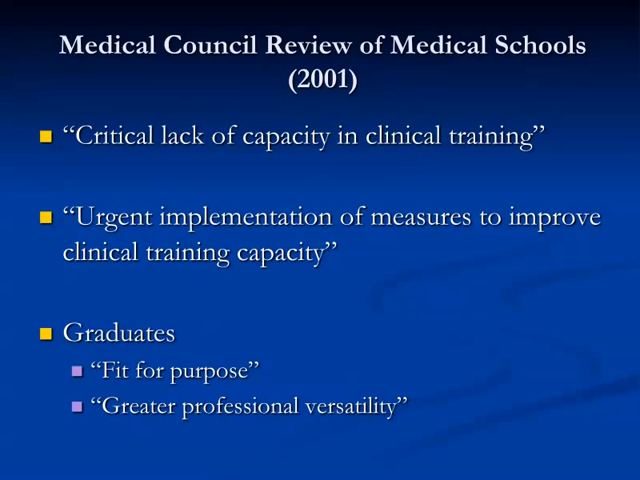 Medical Council Review of Medical Schools
(2001)
“Critical lack of capacity in clinical training”
“Urgent implementation of measures to improve
clinical training capacity”
Graduates
“Fit for purpose”
“Greater professional versatility”